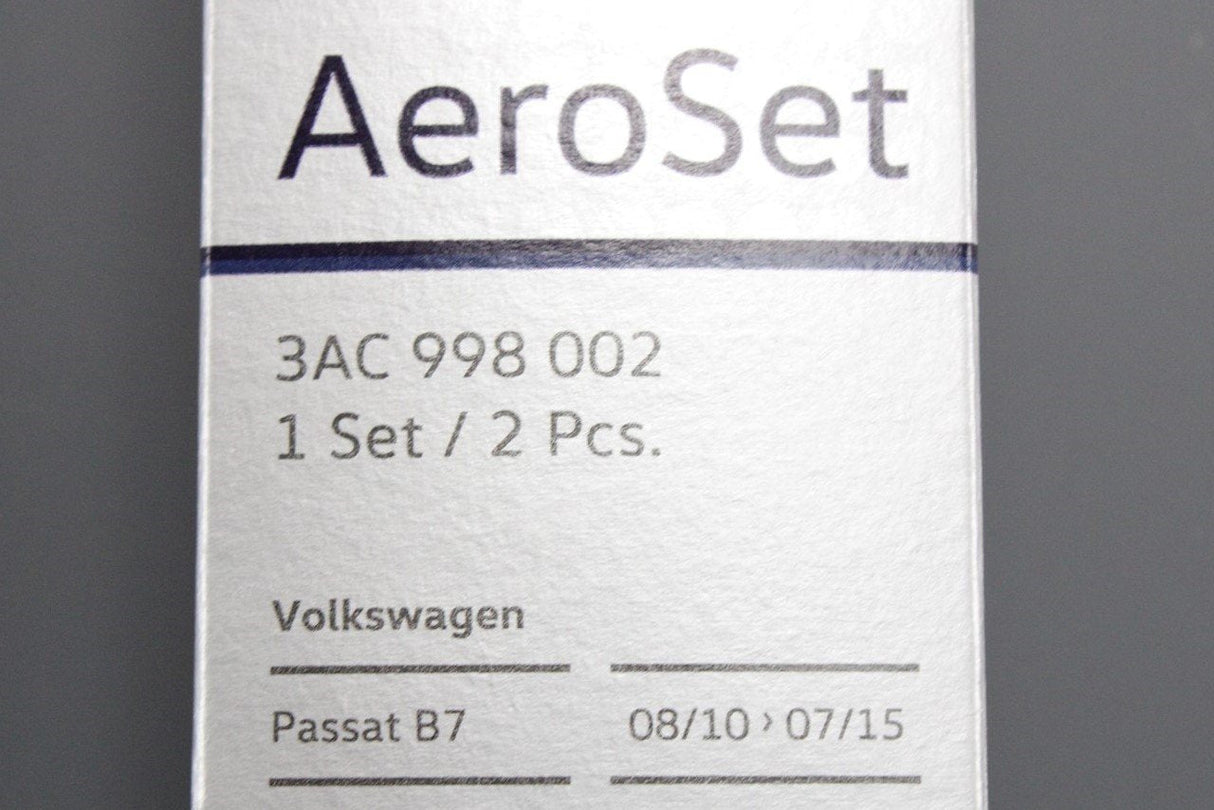 AeroSet
3AC 998 002
1 Set / 2 Pcs.
Volkswagen
Passat B7 08/10 › 07/15